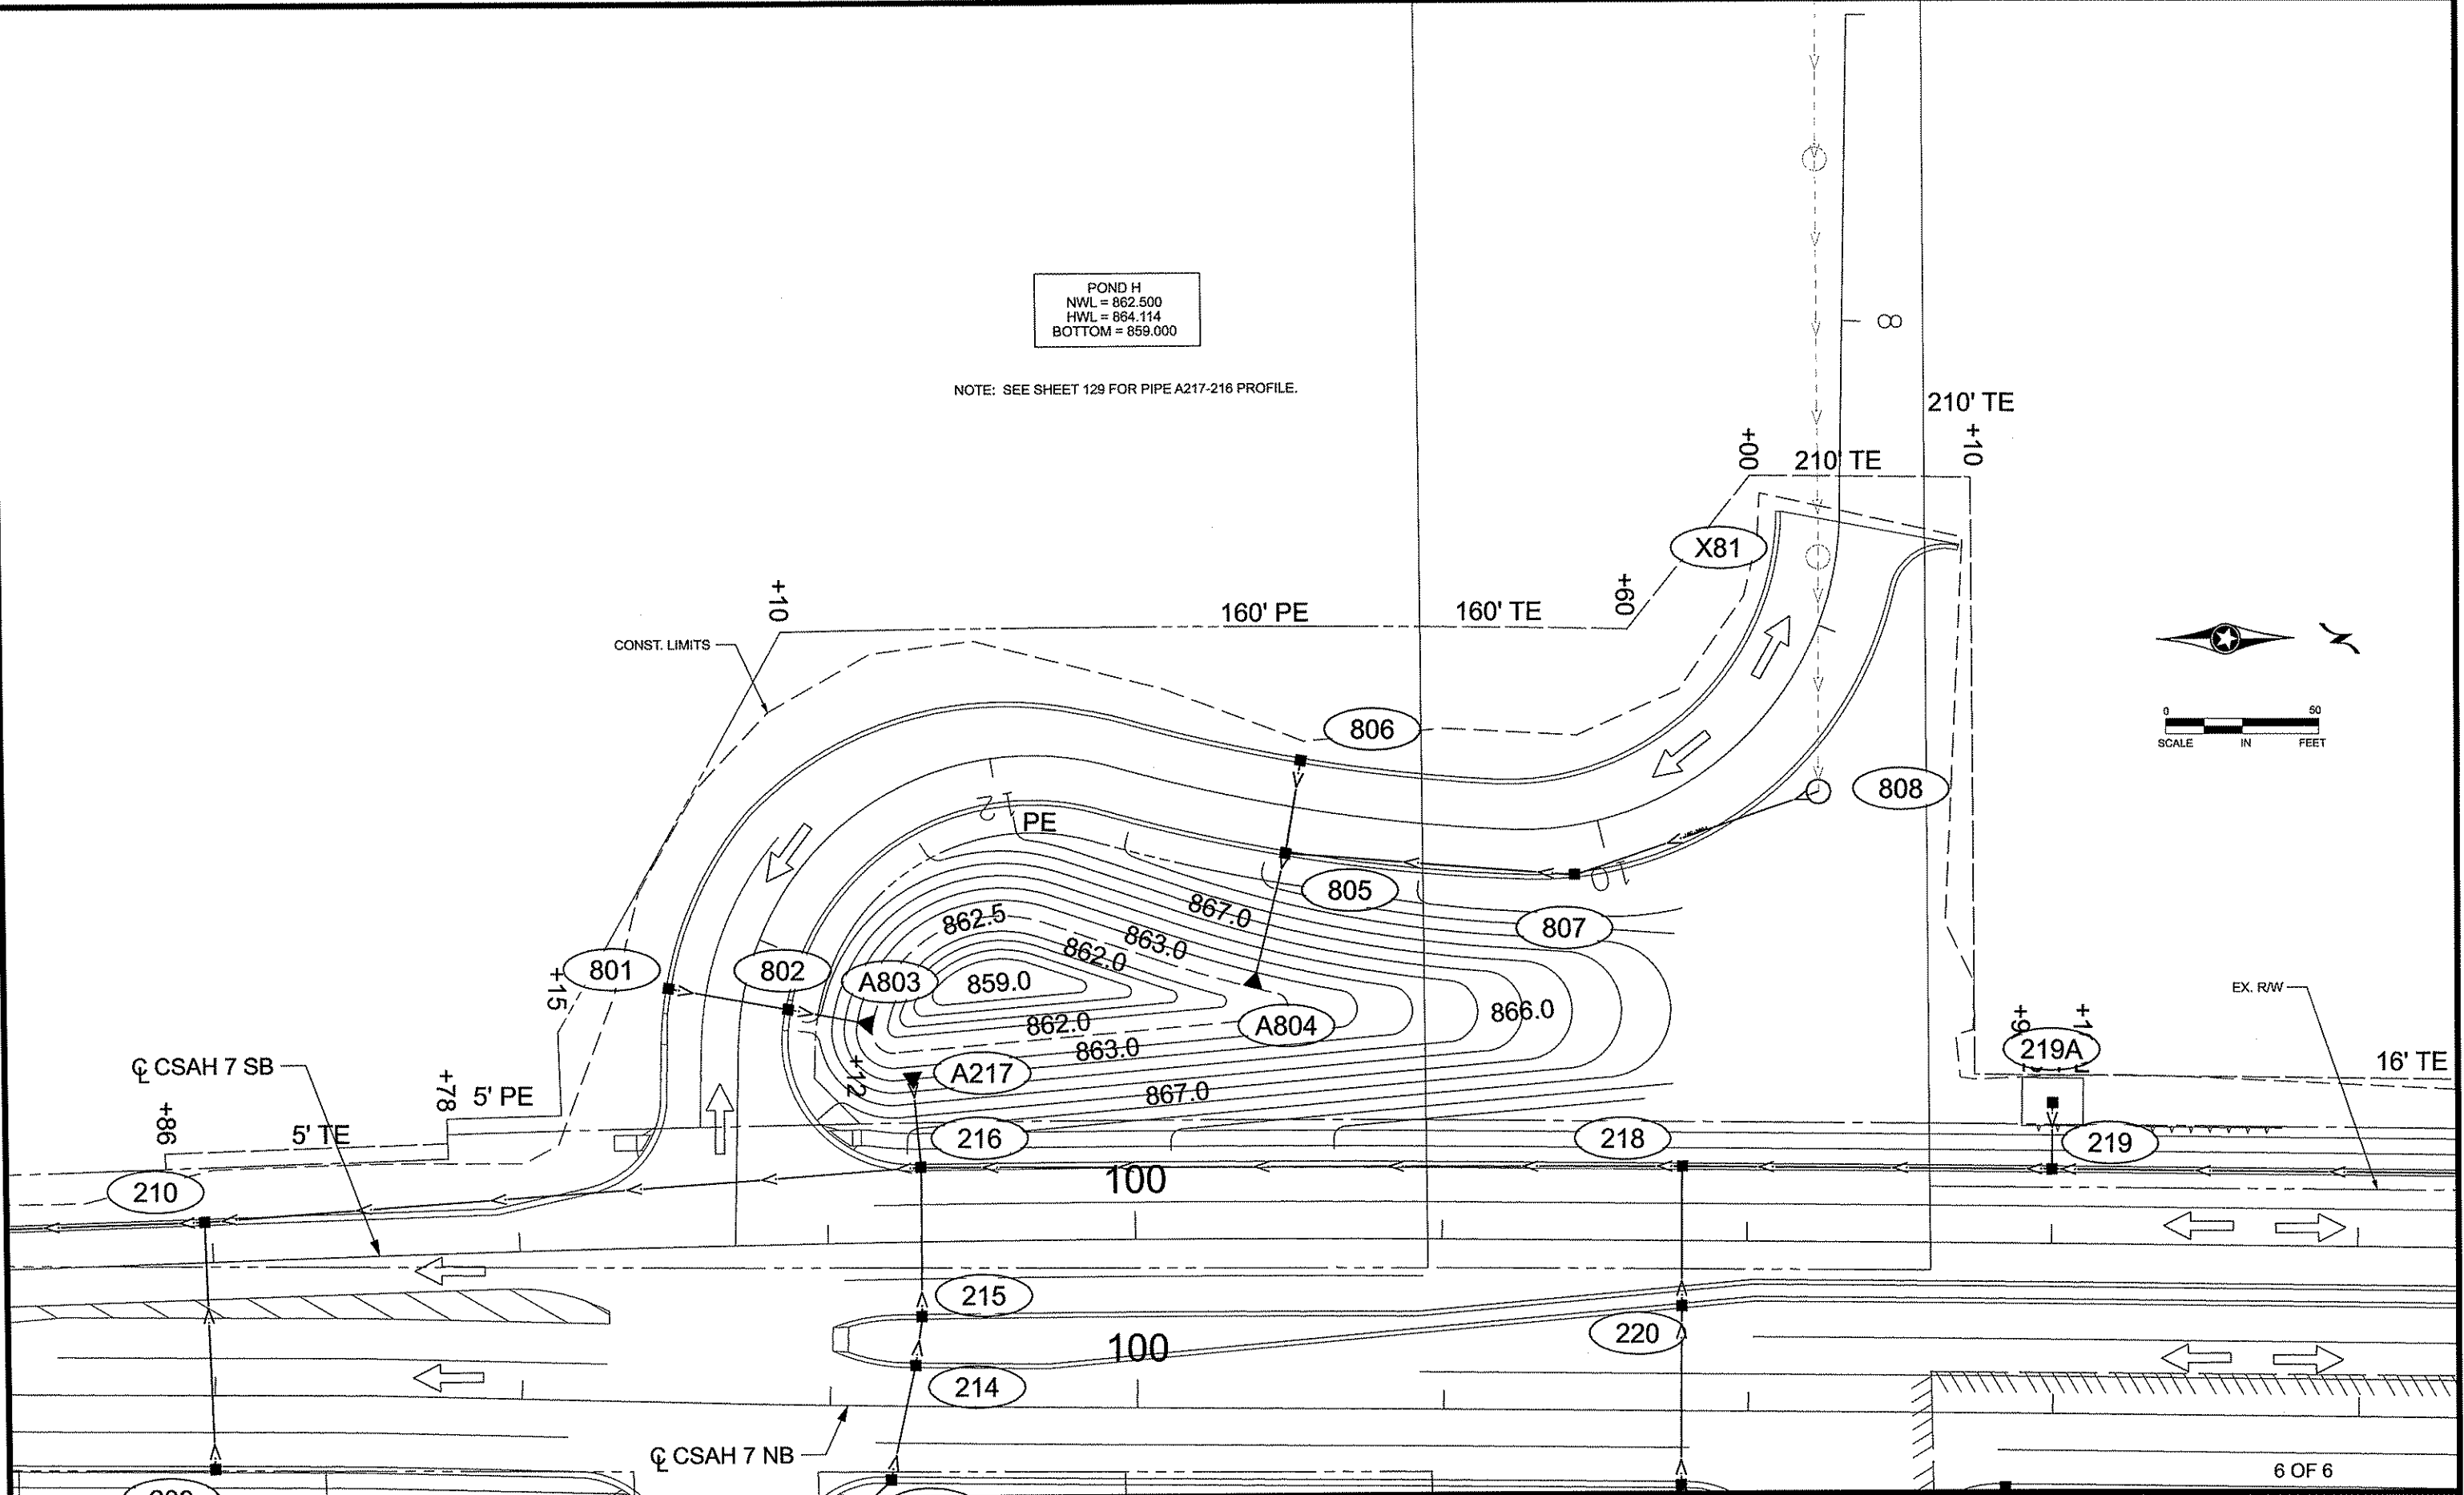 POND H
NWL = 862.500
HWL = 864.114
BOTTOM = 859.000
NOTE: SEE SHEET 129 FOR PIPE A217-216 PROFILE.
8
210' TE
+00
210' TE
+10
X81
+10
160' PE
160' TE
+60
CONST. LIMITS
0
50
SCALE
IN
FEET
806
808
12
PE
10
805
867.0
807
862.5
863.0
862.0
801
802
A803
859.0
+15
EX. R/W
866.0
862.0
A804
+9
+1
863.0
219A
℄ CSAH 7 SB
+12
A217
16' TE
+78
5' PE
867.0
+86
5' TE
216
218
219
210
100
215
100
220
214
℄ CSAH 7 NB
6 OF 6